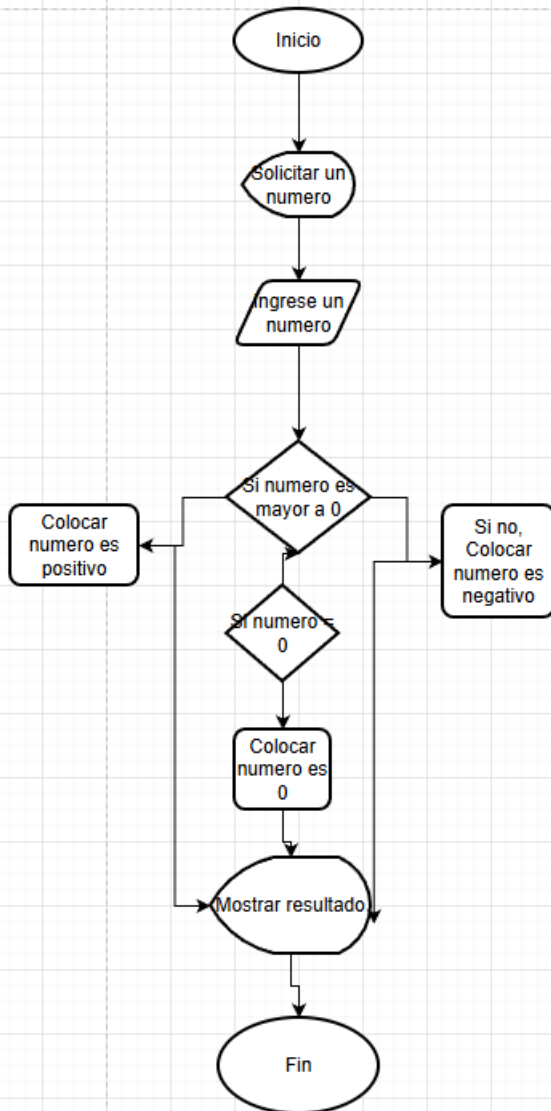 Inicio
Solicitar un
numero
Ingrese un
numero
Si numero es
mayor a 0
Colocar
numero es
positivo
Si no,
Colocar
numero es
negativo
Si numero =
0
Colocar
numero es
0
Mostrar resultado
Fin